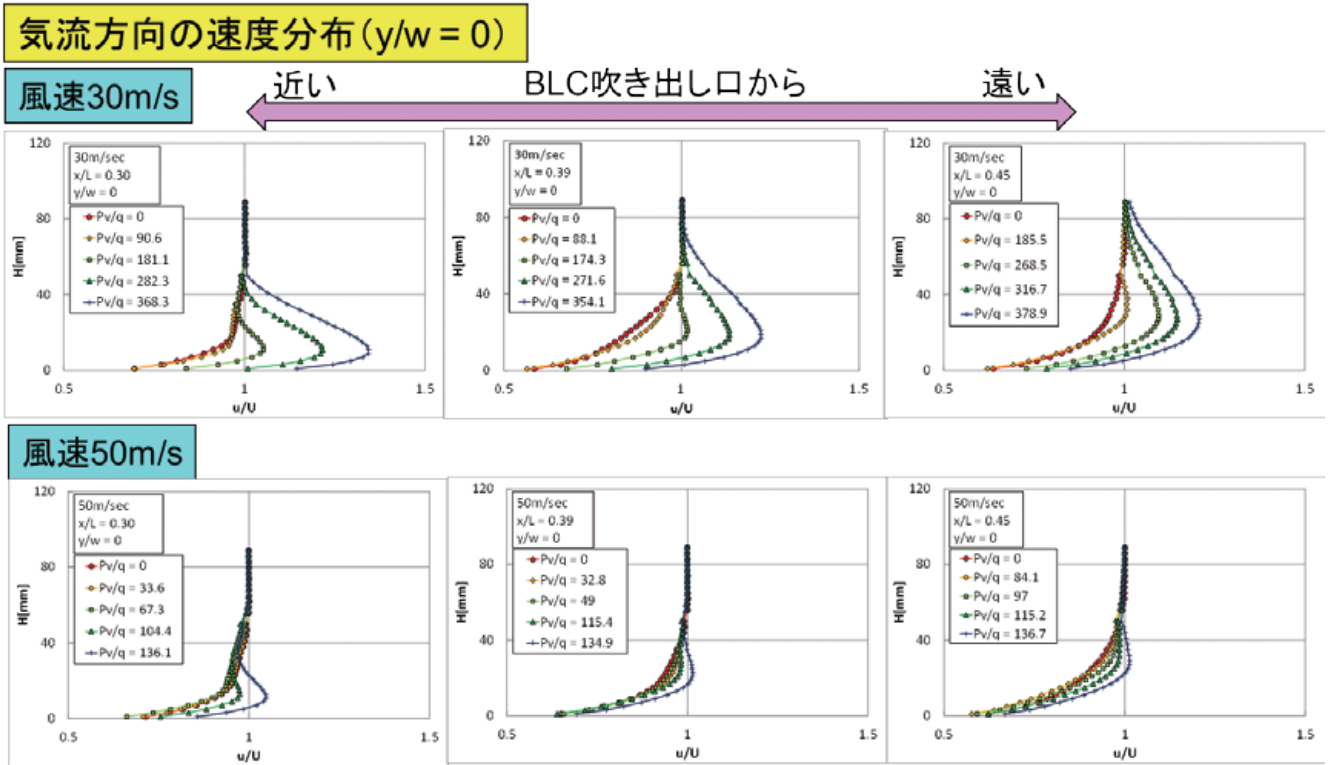 気流方向の速度分布(y/w = 0)
風速30m/s
近い
BLC吹き出し口から
遠い
120
80
40
0
H[mm]
30m/sec
x/L = 0.30
y/w = 0
Pv/q = 0
Pv/q = 90.6
Pv/q = 181.1
Pv/q = 282.3
Pv/q = 368.3
0.5
1
1.5
u/U
120
80
40
0
H[mm]
30m/sec
x/L = 0.39
y/w = 0
Pv/q = 0
Pv/q = 88.1
Pv/q = 174.3
Pv/q = 271.6
Pv/q = 354.1
0.5
1
1.5
u/U
120
80
40
0
H[mm]
30m/sec
x/L = 0.45
y/w = 0
Pv/q = 0
Pv/q = 185.5
Pv/q = 268.5
Pv/q = 316.7
Pv/q = 378.9
0.5
1
1.5
u/U
風速50m/s
120
80
40
0
H[mm]
50m/sec
x/L = 0.30
y/w = 0
Pv/q = 0
Pv/q = 33.6
Pv/q = 67.3
Pv/q = 104.4
Pv/q = 136.1
0.5
1
1.5
u/U
120
80
40
0
H[mm]
50m/sec
x/L = 0.39
y/w = 0
Pv/q = 0
Pv/q = 32.8
Pv/q = 49
Pv/q = 115.4
Pv/q = 134.9
0.5
1
1.5
u/U
120
80
40
0
H[mm]
50m/sec
x/L = 0.45
y/w = 0
Pv/q = 0
Pv/q = 84.1
Pv/q = 97
Pv/q = 115.2
Pv/q = 136.7
0.5
1
1.5
u/U